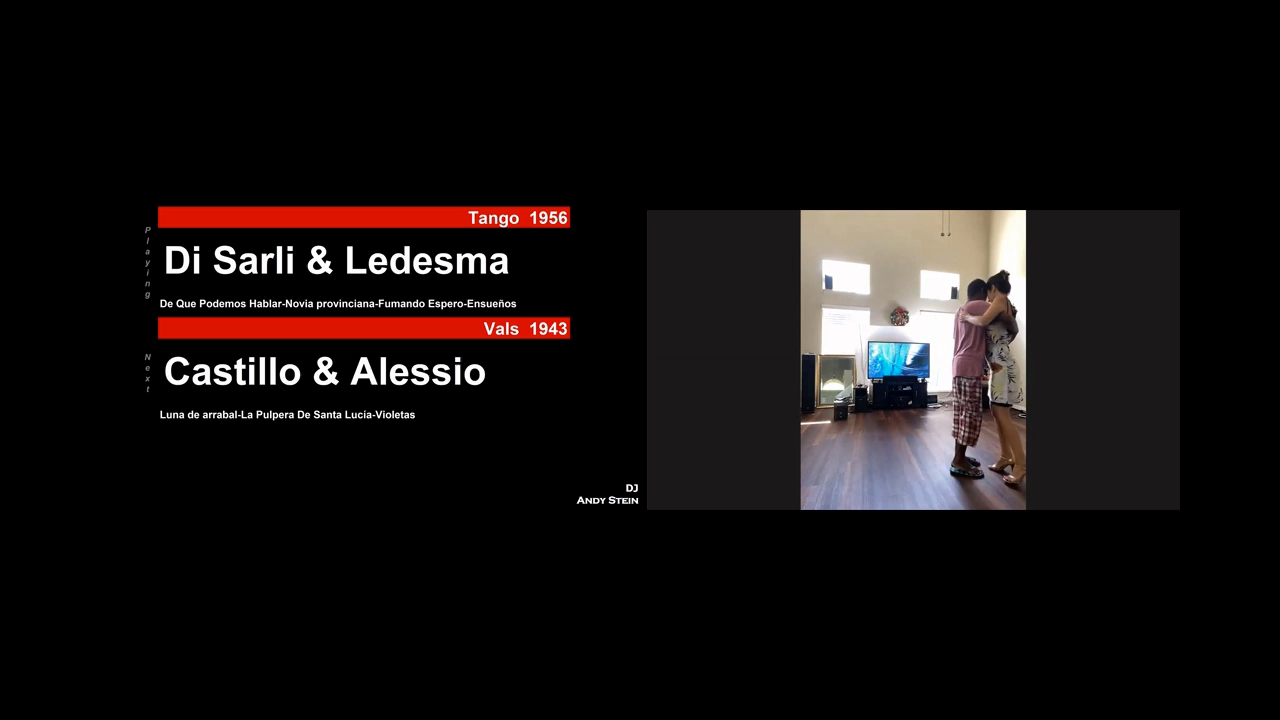 Tango 1956
Playing
Di Sarli & Ledesma
De Que Podemos Hablar-Novia provinciana-Fumando Espero-Ensueños
Vals 1943
Next
Castillo & Alessio
Luna de arrabal-La Pulpera De Santa Lucía-Violetas
DJ
ANDY STEIN